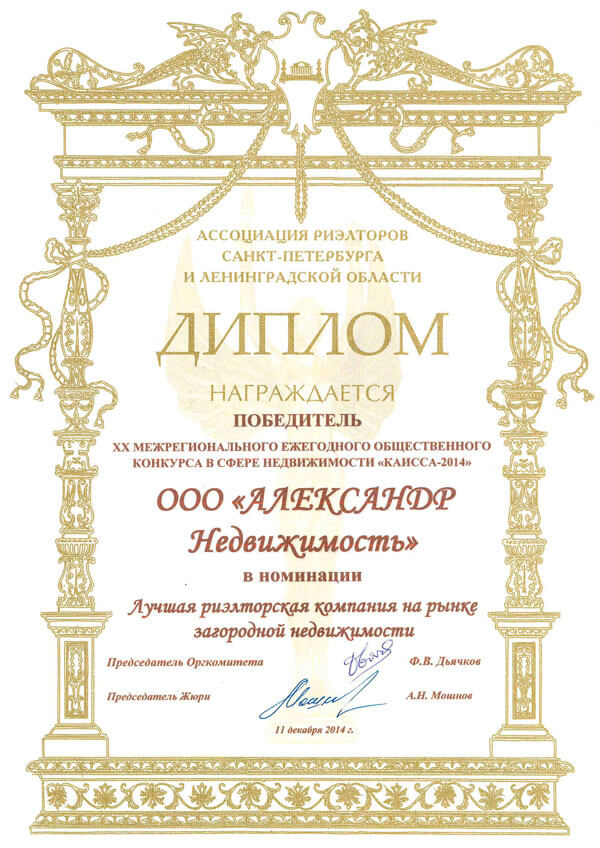 АССОЦИАЦИЯ РИЭЛТОРОВ
САНКТ-ПЕТЕРБУРГА
И ЛЕНИНГРАДСКОЙ ОБЛАСТИ
ДИПЛОМ
НАГРАЖДАЕТСЯ
ПОБЕДИТЕЛЬ
XX МЕЖРЕГИОНАЛЬНОГО ЕЖЕГОДНОГО ОБЩЕСТВЕННОГО
КОНКУРСА В СФЕРЕ НЕДВИЖИМОСТИ «КАИССА-2014»
ООО «АЛЕКСАНДР
Недвижимость»
в номинации
Лучшая риэлторская компания на рынке
загородной недвижимости
Председатель Оргкомитета Ф.В. Дьячков
Председатель Жюри А.Н. Мошнов
11 декабря 2014 г.